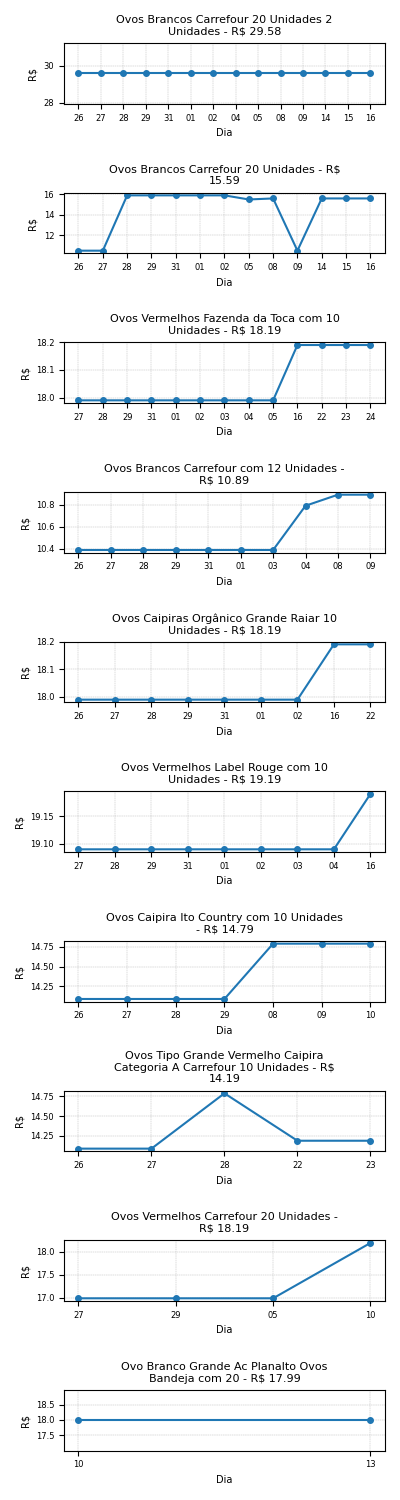 Ovos Brancos Carrefour 20 Unidades 2
Unidades - R$ 29.58
30
28
R$
26 27 28 29 31 01 02 04 05 08 09 14 15 16
Dia
Ovos Brancos Carrefour 20 Unidades - R$
15.59
16
14
12
R$
26 27 28 29 31 01 02 05 08 09 14 15 16
Dia
Ovos Vermelhos Fazenda da Toca com 10
Unidades - R$ 18.19
18.2
18.1
18.0
R$
27 28 29 31 01 02 03 04 05 16 22 23 24
Dia
Ovos Brancos Carrefour com 12 Unidades -
R$ 10.89
10.8
10.6
10.4
R$
26 27 28 29 31 01 03 04 08 09
Dia
Ovos Caipiras Orgânico Grande Raiar 10
Unidades - R$ 18.19
18.2
18.1
18.0
R$
26 27 28 29 31 01 02 16 22
Dia
Ovos Vermelhos Label Rouge com 10
Unidades - R$ 19.19
19.15
19.10
R$
27 28 29 31 01 02 03 04 16
Dia
Ovos Caipira Ito Country com 10 Unidades
- R$ 14.79
14.75
14.50
14.25
R$
26 27 28 29 08 09 10
Dia
Ovos Tipo Grande Vermelho Caipira
Categoria A Carrefour 10 Unidades - R$
14.19
14.75
14.50
14.25
R$
26 27 28 22 23
Dia
Ovos Vermelhos Carrefour 20 Unidades -
R$ 18.19
18.0
17.5
17.0
R$
27 29 05 10
Dia
Ovo Branco Grande Ac Planalto Ovos
Bandeja com 20 - R$ 17.99
18.5
18.0
17.5
R$
10 13
Dia